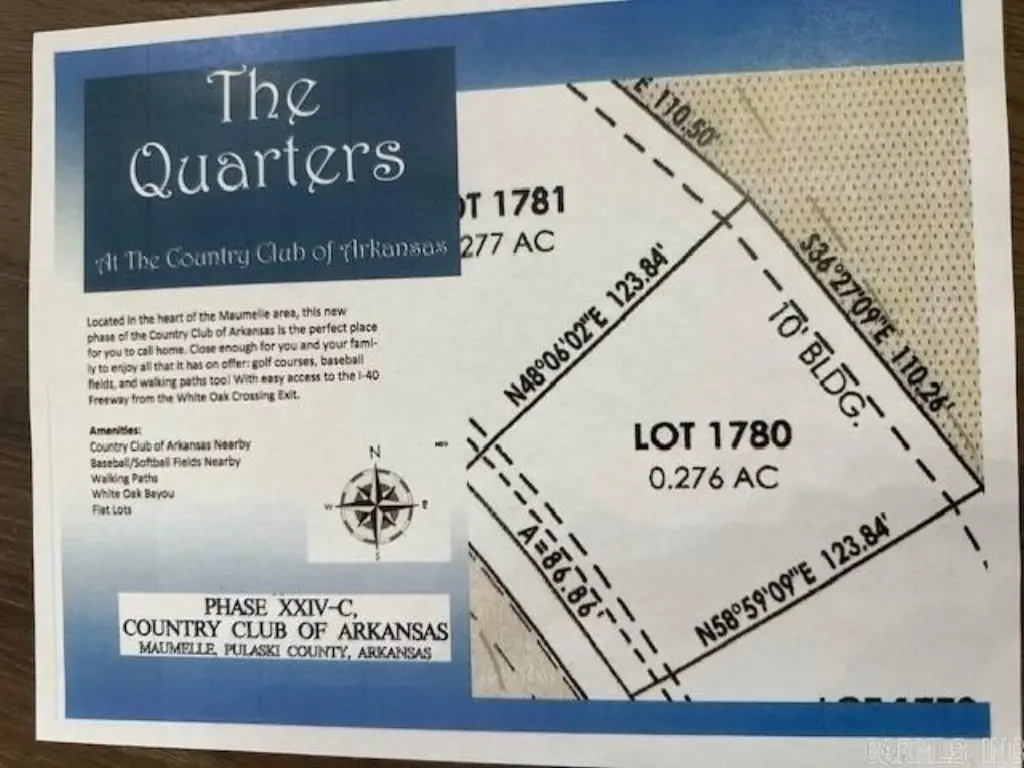 The
Quarters
At The Country Club of Arkansas
Located in the heart of the Maumelle area, this new
phase of the Country Club of Arkansas is the perfect place
for you to call home. Close enough for you and your fami-
ly to enjoy all that it has on offer: golf courses, baseball
fields, and walking paths too! With easy access to the I-40
Freeway from the White Oak Crossing Exit.
Amenities:
Country Club of Arkansas Nearby
Baseball/Softball Fields Nearby
Walking Paths
White Oak Bayou
Flat Lots
N
W
E
S
PHASE XXIV-C,
COUNTRY CLUB OF ARKANSAS
MAUMELLE, PULASKI COUNTY, ARKANSAS
E 110.50'
OT 1781
277 AC
N48°06'02"E 123.84'
S36°27'09"E 110.26'
10' BLDG.
LOT 1780
0.276 AC
A=86.86'
N58°59'09"E 123.84'
CARMLS, INC